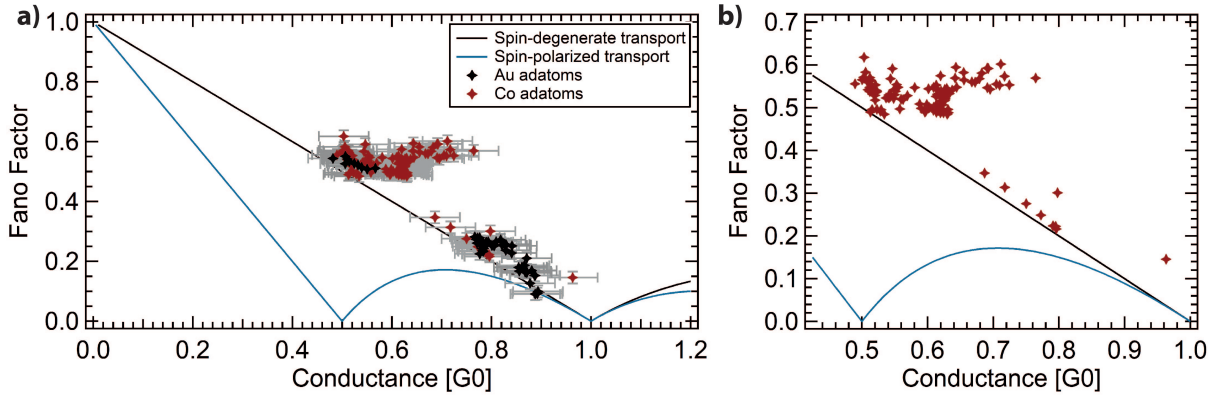 a)
Spin-degenerate transport
Spin-polarized transport
Au adatoms
Co adatoms
Fano Factor
1.0
0.8
0.6
0.4
0.2
0.0
0.0 0.2 0.4 0.6 0.8 1.0 1.2
Conductance [G0]
b)
Fano Factor
0.7
0.6
0.5
0.4
0.3
0.2
0.1
0.0
0.5 0.6 0.7 0.8 0.9 1.0
Conductance [G0]